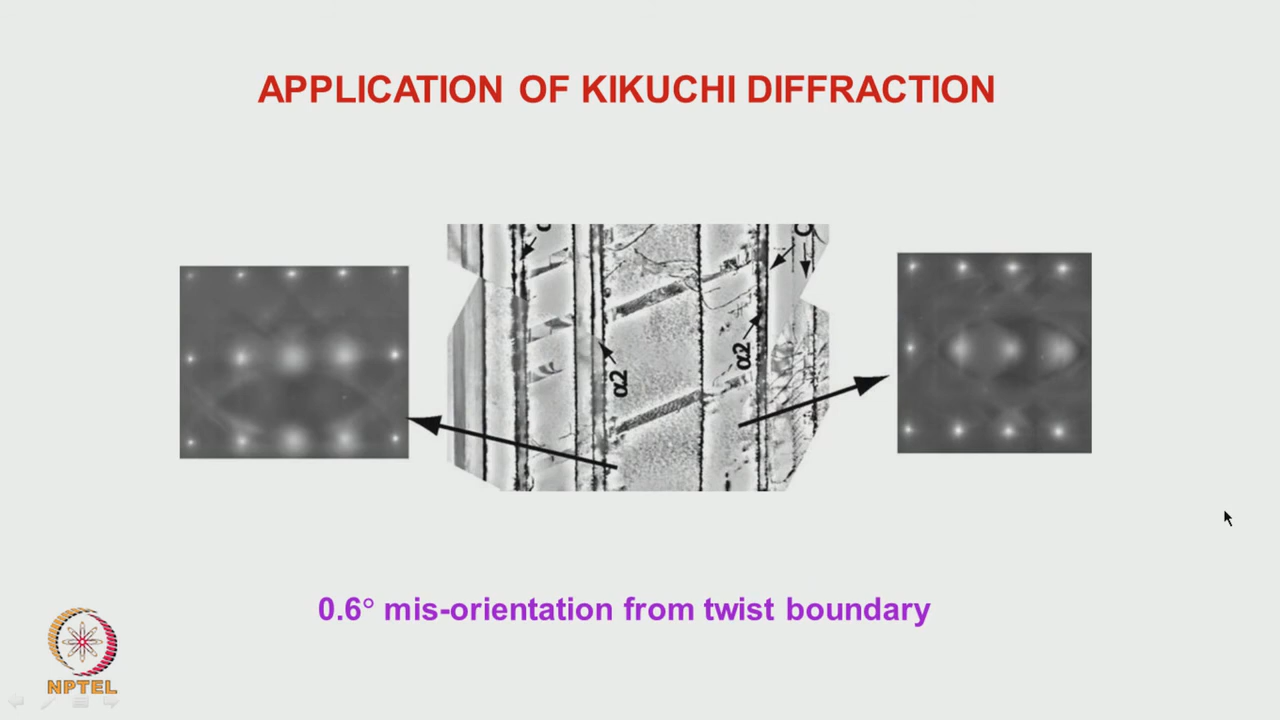 APPLICATION OF KIKUCHI DIFFRACTION
α2
α2
0.6° mis-orientation from twist boundary
NPTEL